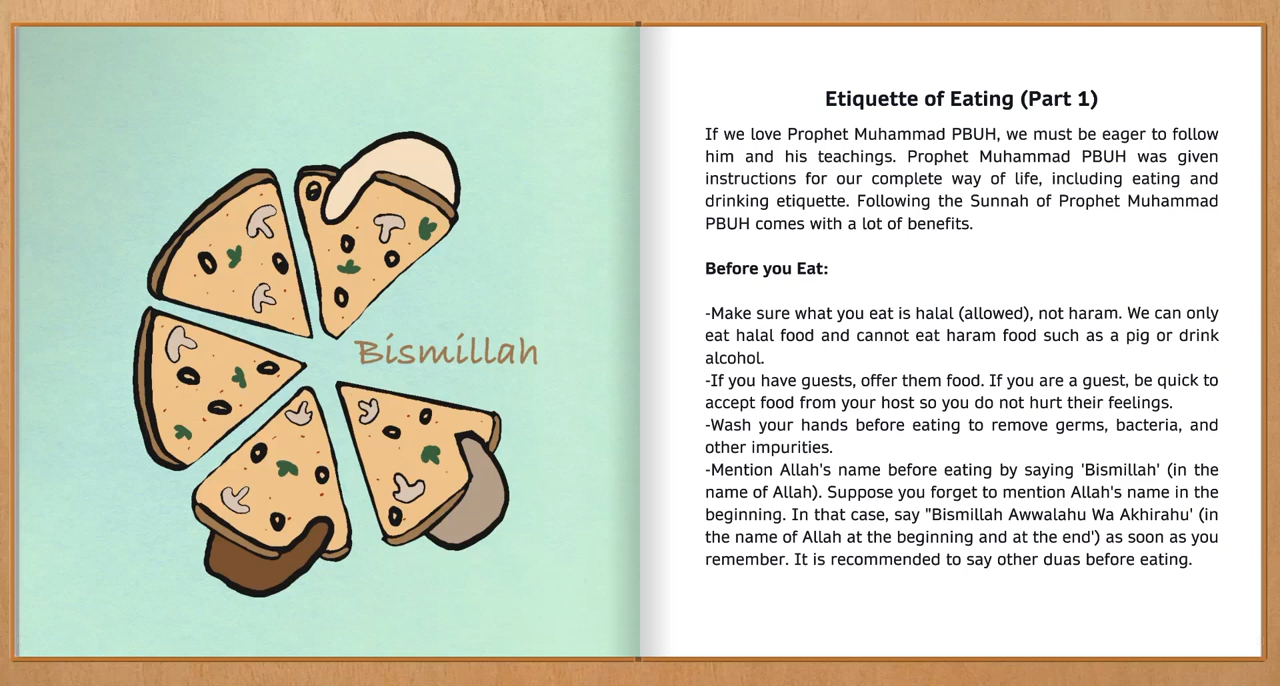 Bismillah
Etiquette of Eating (Part 1)
If we love Prophet Muhammad PBUH, we must be eager to follow
him and his teachings. Prophet Muhammad PBUH was given
instructions for our complete way of life, including eating and
drinking etiquette. Following the Sunnah of Prophet Muhammad
PBUH comes with a lot of benefits.
Before you Eat:
-Make sure what you eat is halal (allowed), not haram. We can only
eat halal food and cannot eat haram food such as a pig or drink
alcohol.
-If you have guests, offer them food. If you are a guest, be quick to
accept food from your host so you do not hurt their feelings.
-Wash your hands before eating to remove germs, bacteria, and
other impurities.
-Mention Allah's name before eating by saying 'Bismillah' (in the
name of Allah). Suppose you forget to mention Allah's name in the
beginning. In that case, say "Bismillah Awwalahu Wa Akhirahu' (in
the name of Allah at the beginning and at the end') as soon as you
remember. It is recommended to say other duas before eating.